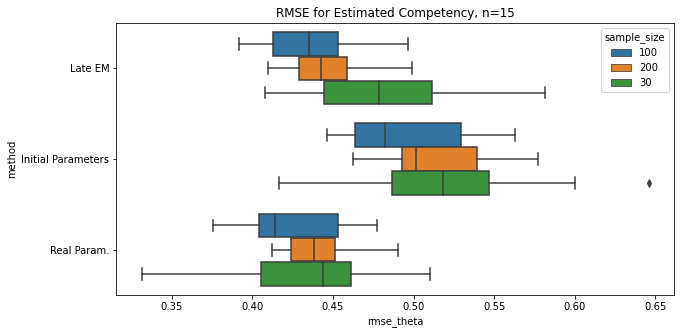 RMSE for Estimated Competency, n=15
sample_size
100
200
30
Late EM
Initial Parameters
Real Param.
method
0.35
0.40
0.45
0.50
0.55
0.60
0.65
rmse_theta